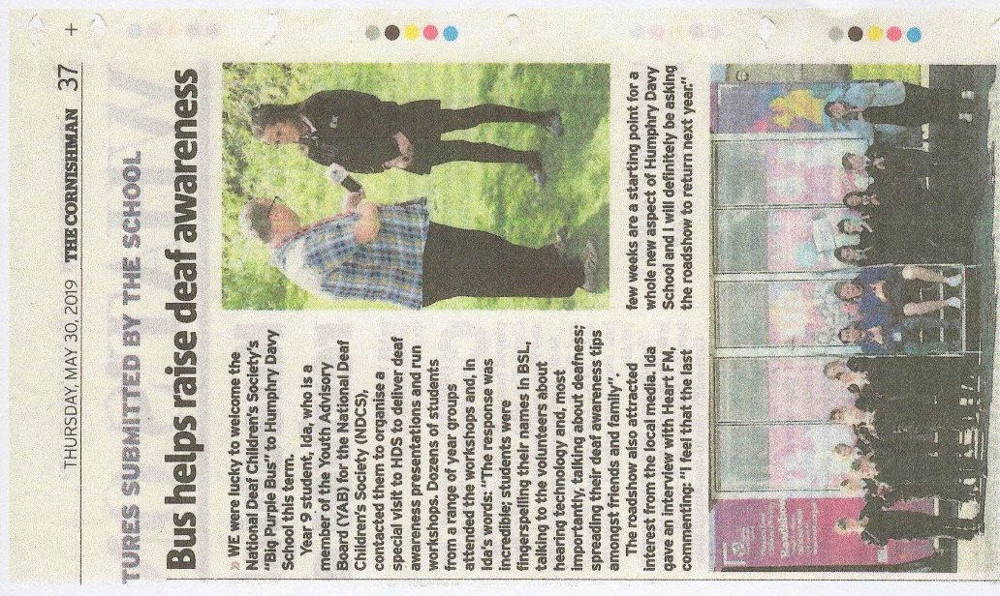 THURSDAY, MAY 30, 2019 THE CORNISHMAN 37
TURES SUBMITTED BY THE SCHOOL
Bus helps raise deaf awareness
» WE were lucky to welcome the
National Deaf Children's Society's
"Big Purple Bus" to Humphry Davy
School this term.
Year 9 student, Ida, who is a
member of the Youth Advisory
Board (YAB) for the National Deaf
Children's Society (NDCS),
contacted them to organise a
special visit to HDS to deliver deaf
awareness presentations and run
workshops. Dozens of students
from a range of year groups
attended the workshops and, in
Ida's words: "The response was
incredible; students were
fingerspelling their names in BSL,
talking to the volunteers about
hearing technology and, most
importantly, talking about deafness;
spreading their deaf awareness tips
amongst friends and family".
The roadshow also attracted
interest from the local media. Ida
gave an interview with Heart FM,
commenting: "I feel that the last
few weeks are a starting point for a
whole new aspect of Humphry Davy
School and I will definitely be asking
the roadshow to return next year."
Roadshow